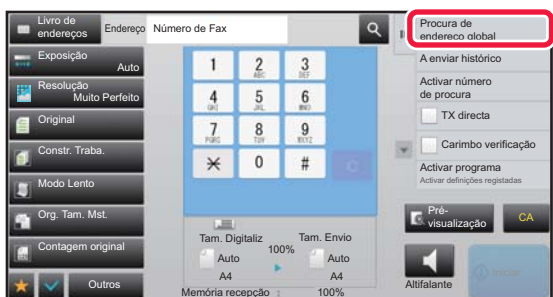 Livro de
endereços
Endereço
Número de Fax
Exposição
Auto
Resolução
Muito Perfeito
Original
Constr. Traba.
Modo Lento
Org. Tam. Mst.
Contagem original
Outros
1
2
ABC
3
DEF
4
GHI
5
JKL
6
MNO
7
PQRS
8
TUV
9
WXYZ
0
#
C
Tam. Digitaliz
100%
Tam. Envio
Auto
A4
Auto
A4
Memória recepção :
100%
Procura de
endereço global
A enviar histórico
Activar número
de procura
TX directa
Carimbo verificação
Activar programa
Activar definições registadas
Pré-
visualização
CA
Altifalante
Iniciar